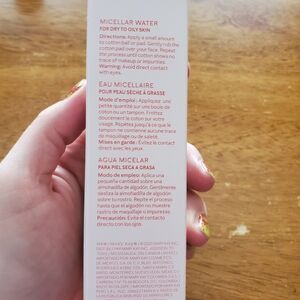 MICELLAR WATER
FOR DRY TO OILY SKIN
Directions: Apply a small amount
to cotton ball or pad. Gently rub the
cotton pad over your face. Repeat
the process until cotton shows no
trace of makeup or impurities.
Warning: Avoid direct contact
with eyes.
EAU MICELLAIRE
POUR PEAU SÈCHE À GRASSE
Mode d'emploi: Appliquez une
petite quantité sur une boule de
coton ou un tampon. Frottez
doucement le coton sur votre
visage. Répétez jusqu'à ce que le
tampon ne contienne aucune trace
de maquillage ou de saleté.
Mises en garde: Évitez le contact
direct avec les yeux.
AGUA MICELAR
PARA PIEL SECA A GRASA
Modo de empleo: Aplica una
pequeña cantidad sobre una
almohadilla de algodón. Gentilmente
desliza la almohadilla de algodón
sobre tu rostro. Repite el proceso
hasta que el algodón no muestre
rastro de maquillaje o impurezas
Precaución: Evita el contacto
directo con los ojos.